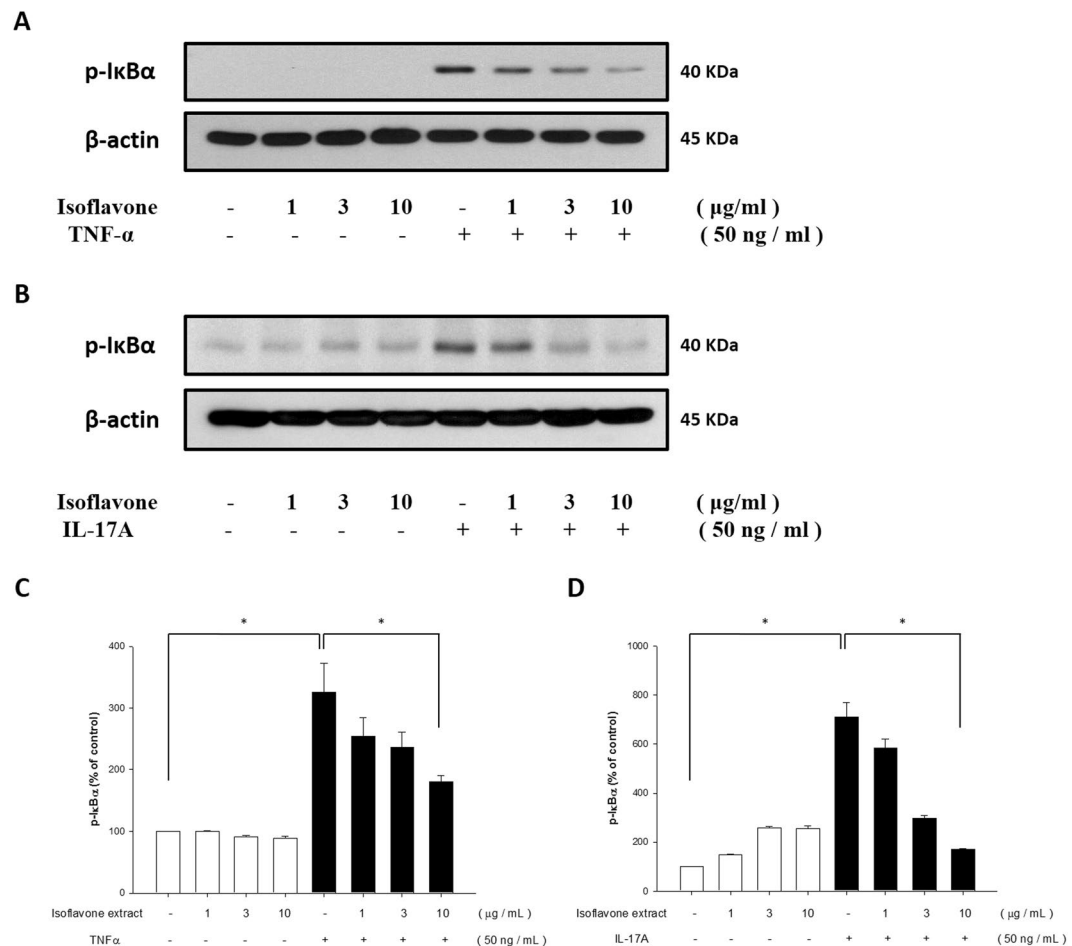 A
p-IκBα 40 KDa
β-actin 45 KDa
Isoflavone - 1 3 10 - 1 3 10 ( μg/ml )
TNF-α - - - - + + + + ( 50 ng / ml )
B
p-IκBα 40 KDa
β-actin 45 KDa
Isoflavone - 1 3 10 - 1 3 10 ( μg/ml )
IL-17A - - - - + + + + ( 50 ng / ml )
C
* *
400
300
200
100
0
p-IκBα (% of control)
Isoflavone extract - 1 3 10 - 1 3 10 ( μg / mL )
TNFα + + + + ( 50 ng / mL )
D
* *
1000
800
600
400
200
0
p-IκBα (% of control)
Isoflavone extract - 1 3 10 - 1 3 10 ( μg / mL )
IL-17A + + + + ( 50 ng / mL )